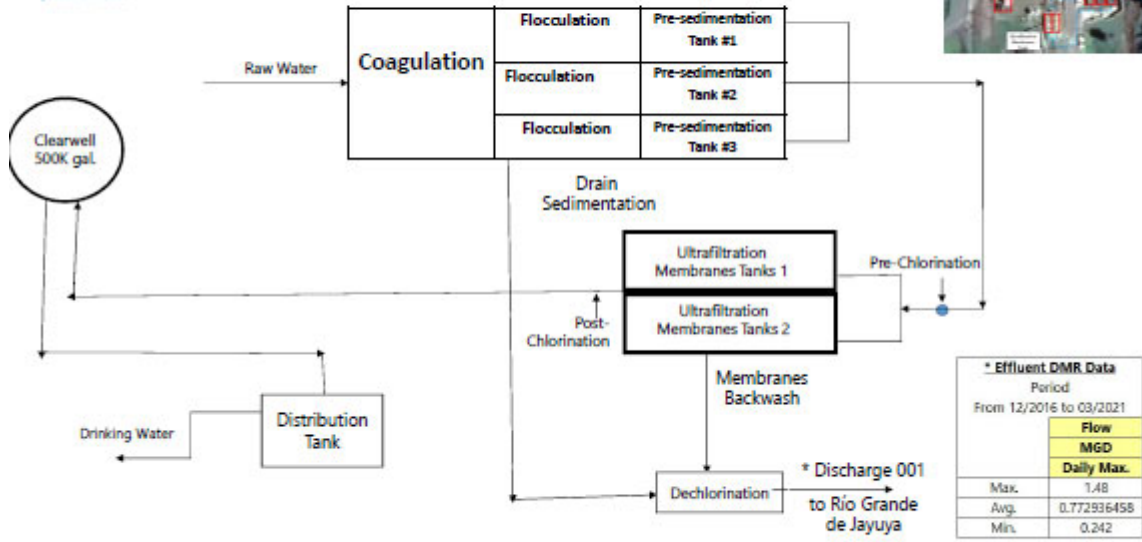 Flocculation
Pre-sedimentation
Tank #1
Coagulation
Raw Water
Flocculation
Pre-sedimentation
Tank #2
Flocculation
Pre-sedimentation
Tank #3
Clearwell
500K gal.
Drain
Sedimentation
Ultrafiltration
Membranes Tanks 1
Pre-Chlorination
Ultrafiltration
Membranes Tanks 2
Post-
Chlorination
Membranes
Backwash
Distribution
Tank
Drinking Water
Dechlorination
* Discharge 001
to Río Grande
de Jayuya
* Effluent DMR Data
Period
From 12/2016 to 03/2021
Flow
MGD
Daily Max.
Max. 1.48
Avg. 0.772936458
Min. 0.242